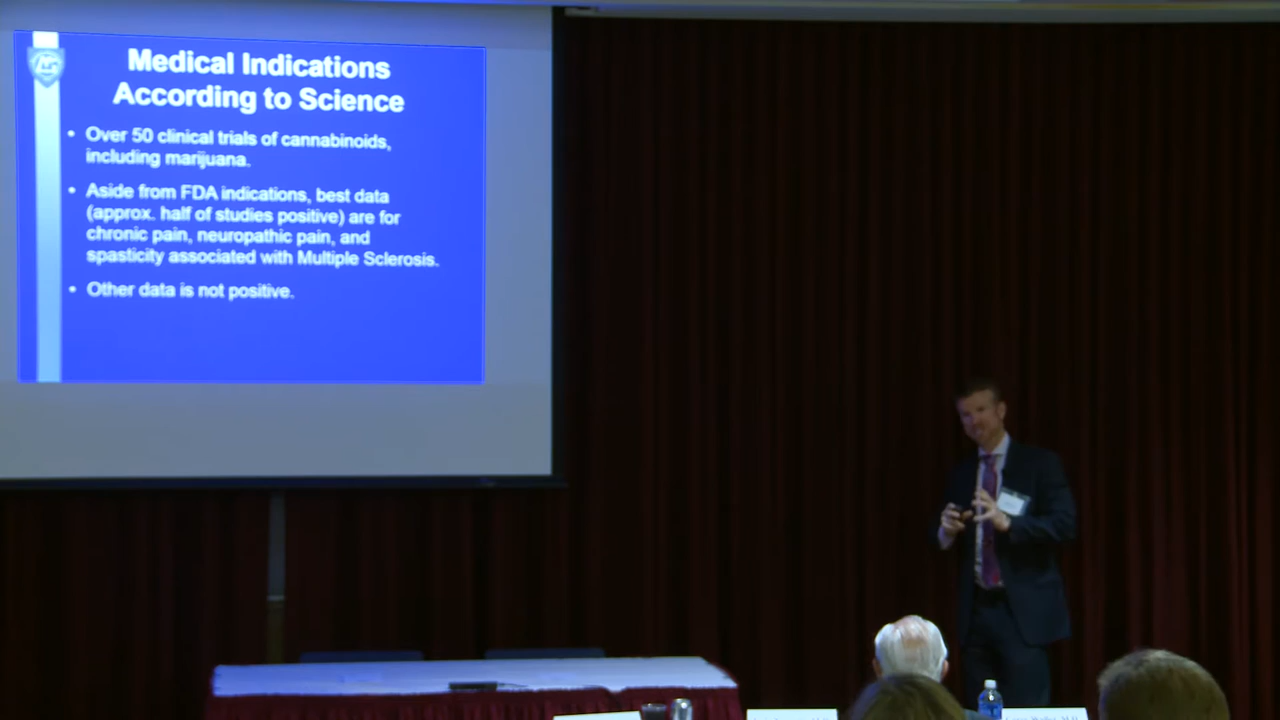 Medical Indications
According to Science
• Over 50 clinical trials of cannabinoids,
including marijuana.
• Aside from FDA indications, best data
(approx. half of studies positive) are for
chronic pain, neuropathic pain, and
spasticity associated with Multiple Sclerosis.
• Other data is not positive.